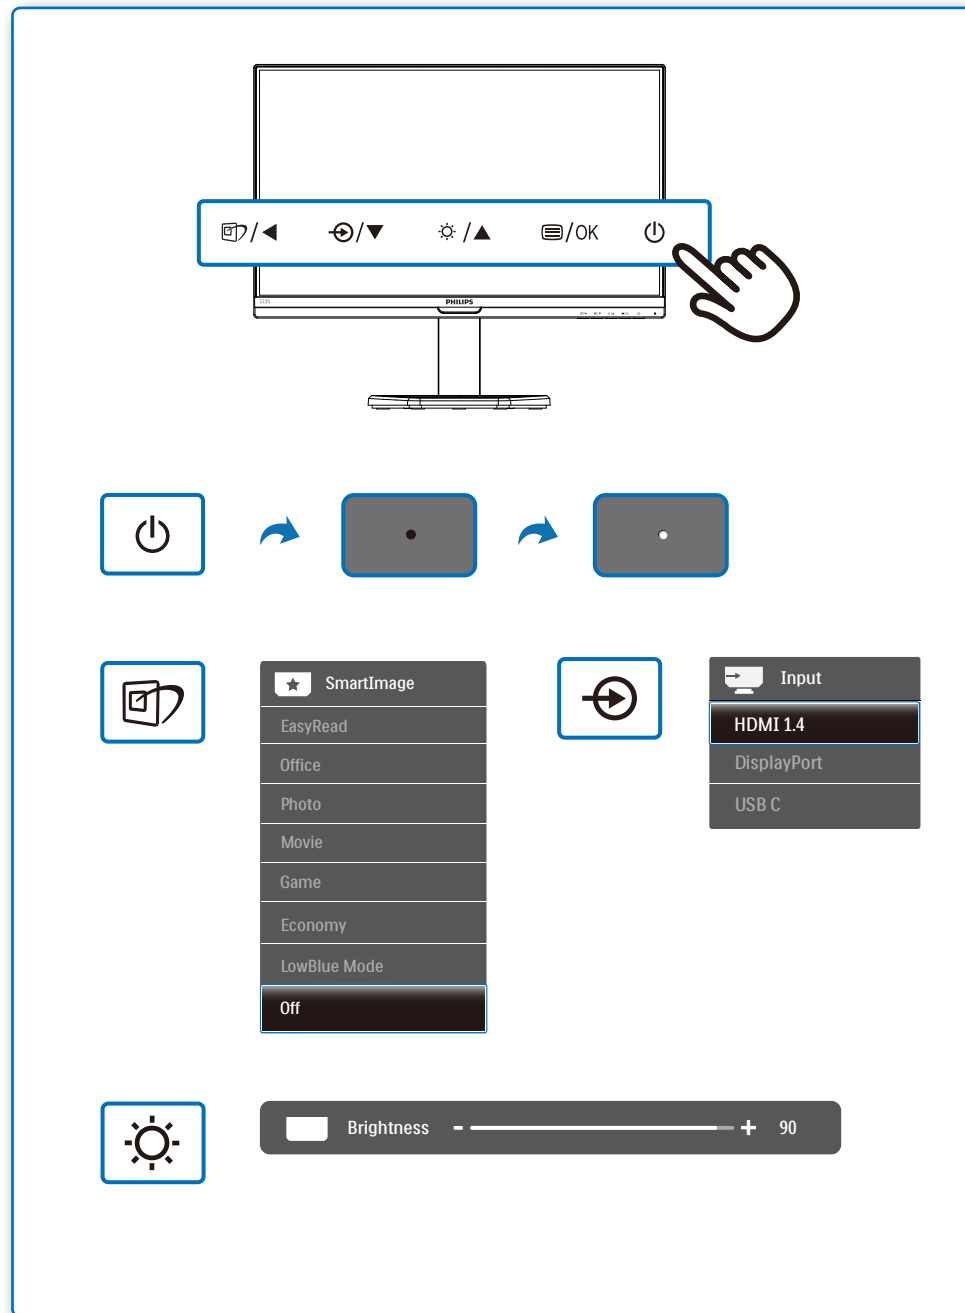 /OK
223S
PHILIPS
SmartImage
EasyRead
Office
Photo
Movie
Game
Economy
LowBlue Mode
Off
Input
HDMI 1.4
DisplayPort
USB C
Brightness - + 90